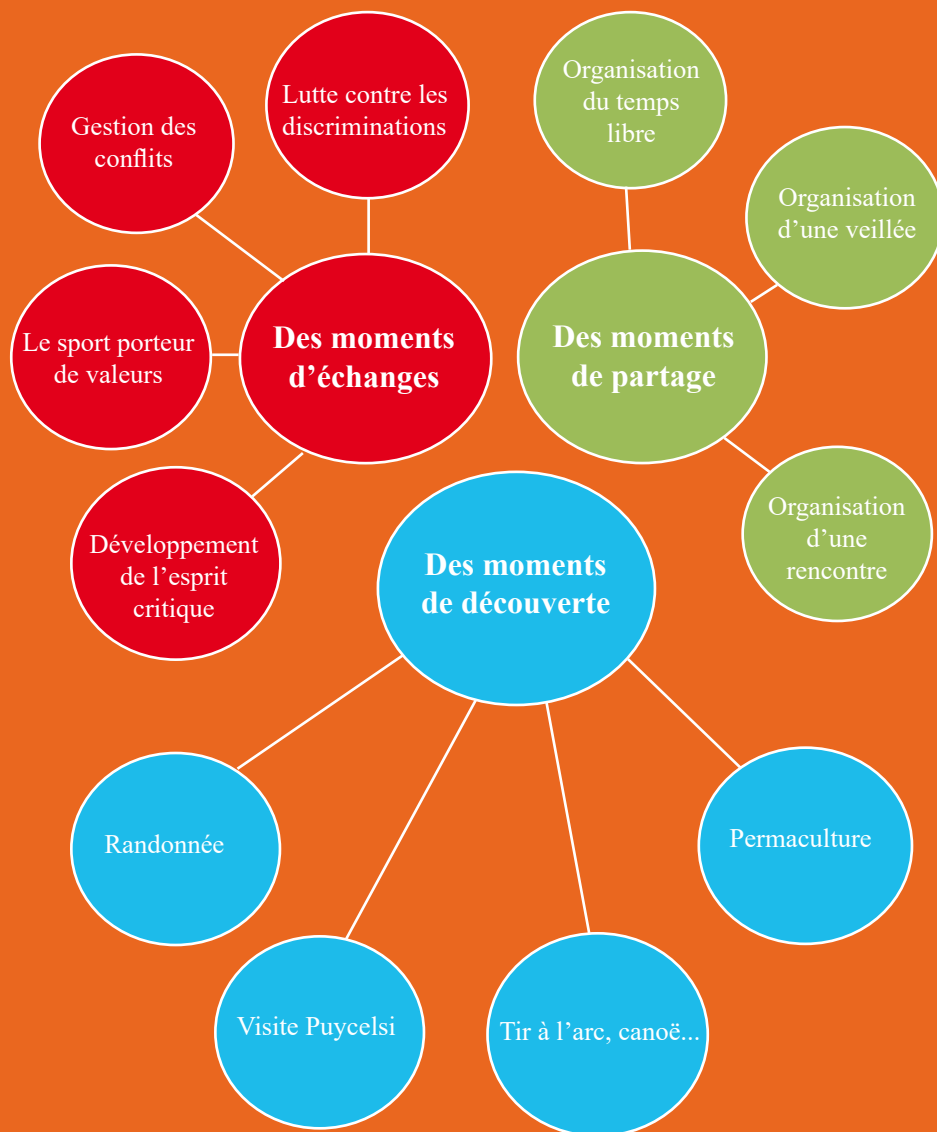 Gestion des
conflits
Lutte contre les
discriminations
Le sport porteur
de valeurs
Des moments
d’échanges
Développement
de l’esprit
critique
Organisation
du temps
libre
Organisation
d’une veillée
Des moments
de partage
Organisation
d’une
rencontre
Des moments
de découverte
Randonnée
Visite Puycelsi
Tir à l’arc, canoë...
Permaculture